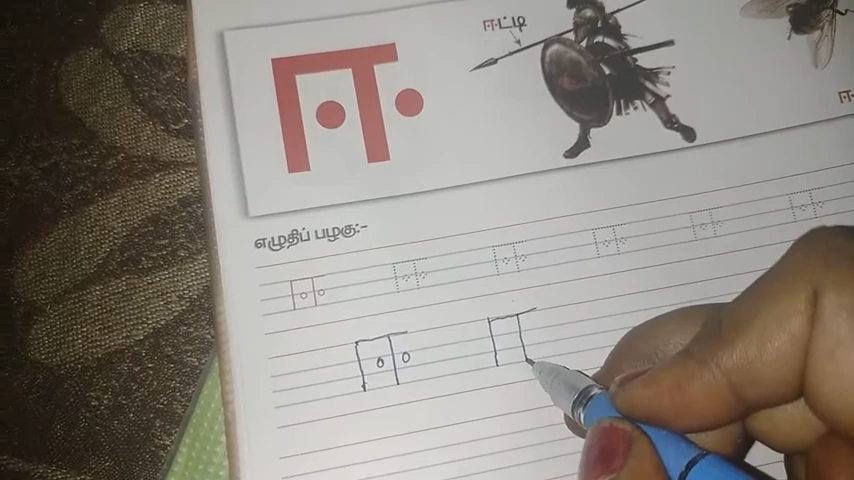 ஈட்டி
ஈ
ஈ
எழுதிப் பழகு:-
ஈ ஈ ஈ ஈ ஈ ஈ
ஈ